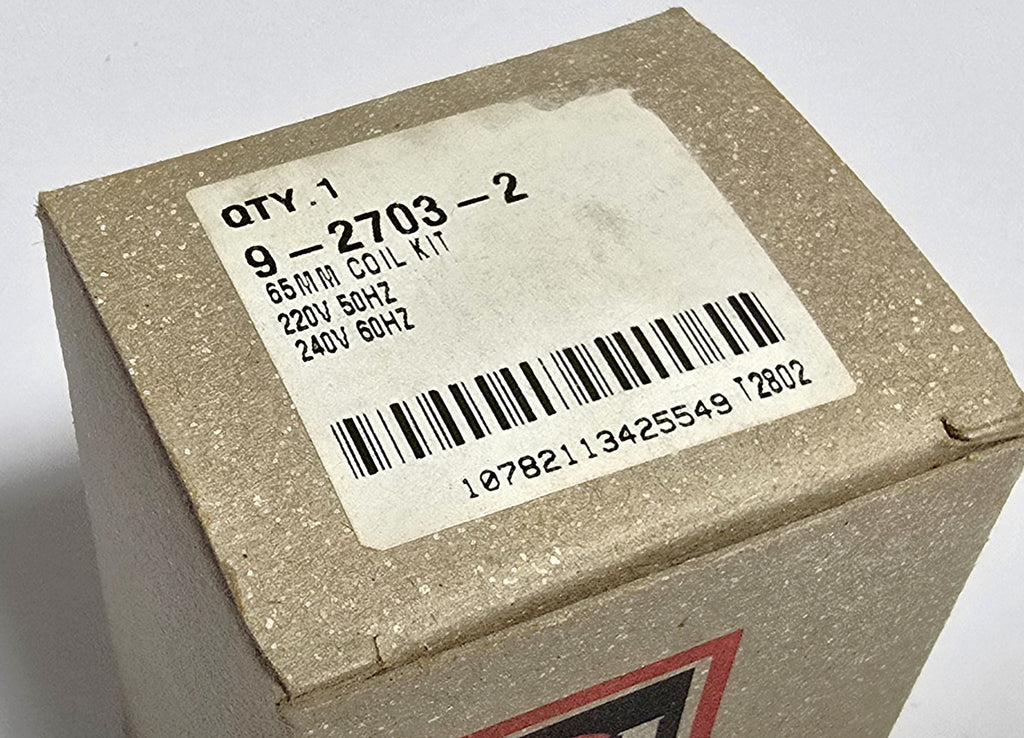 QTY.1
9-2703-2
65MM COIL KIT
220V 50HZ
240V 60HZ
10782113425549 T2802